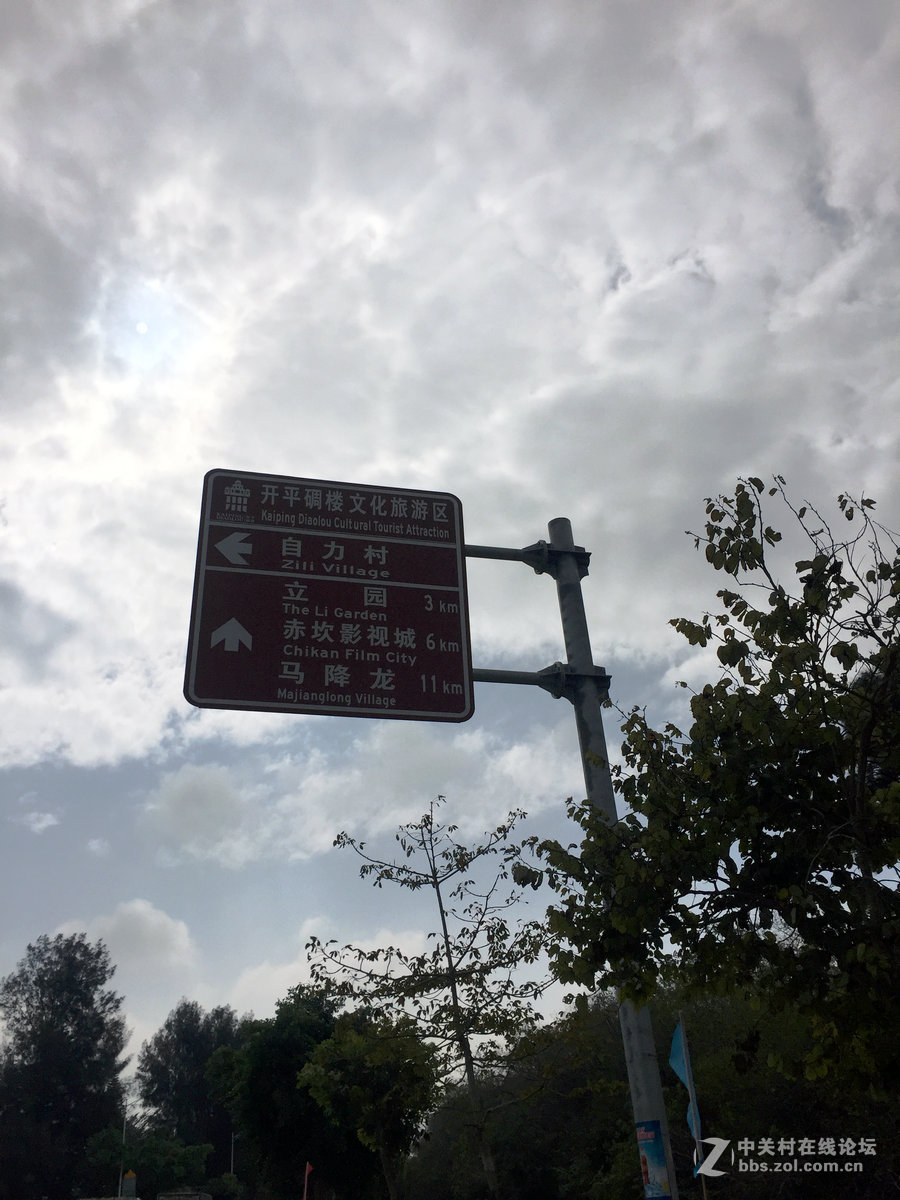 开平碉楼 文化旅游区
Kaiping Diaolou Cultural Tourist Attraction
自力村
Zili Village
立园 3 km
The Li Garden
赤坎影视城 6 km
Chikan Film City
马降龙 11 km
Majianglong Village
中关村在线论坛
bbs.zol.com.cn